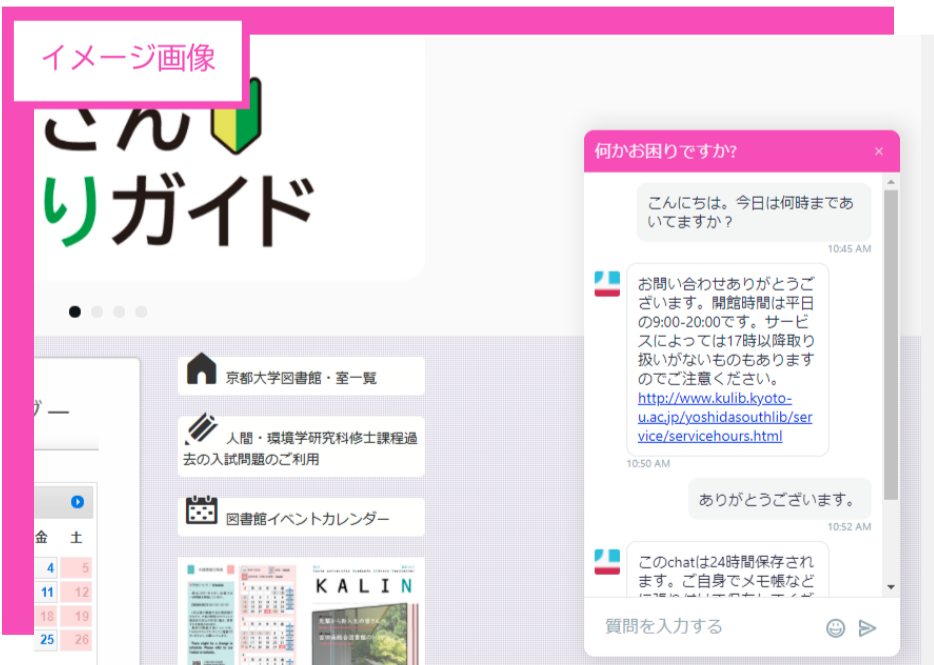 イメージ画像
さん
りガイド
何かお困りですか?
×
こんにちは。今日は何時まであ
いてますか？
10:45 AM
お問い合わせありがとうご
ざいます。開館時間は平日
の9:00-20:00です。サービ
スによっては17時以降取り
扱いがないものもあります
のでご注意ください。
http://www.kulib.kyoto-
u.ac.jp/yoshidasouthlib/ser
vice/servicehours.html
10:50 AM
ありがとうございます。
10:52 AM
このchatは24時間保存され
ます。ご自身でメモ帳など
質問を入力する
京都大学図書館・室一覧
人間・環境学研究科修士課程過
去の入試問題のご利用
図書館イベントカレンダー
ダー
金 土
4 5
11 12
18 19
25 26
KALIN